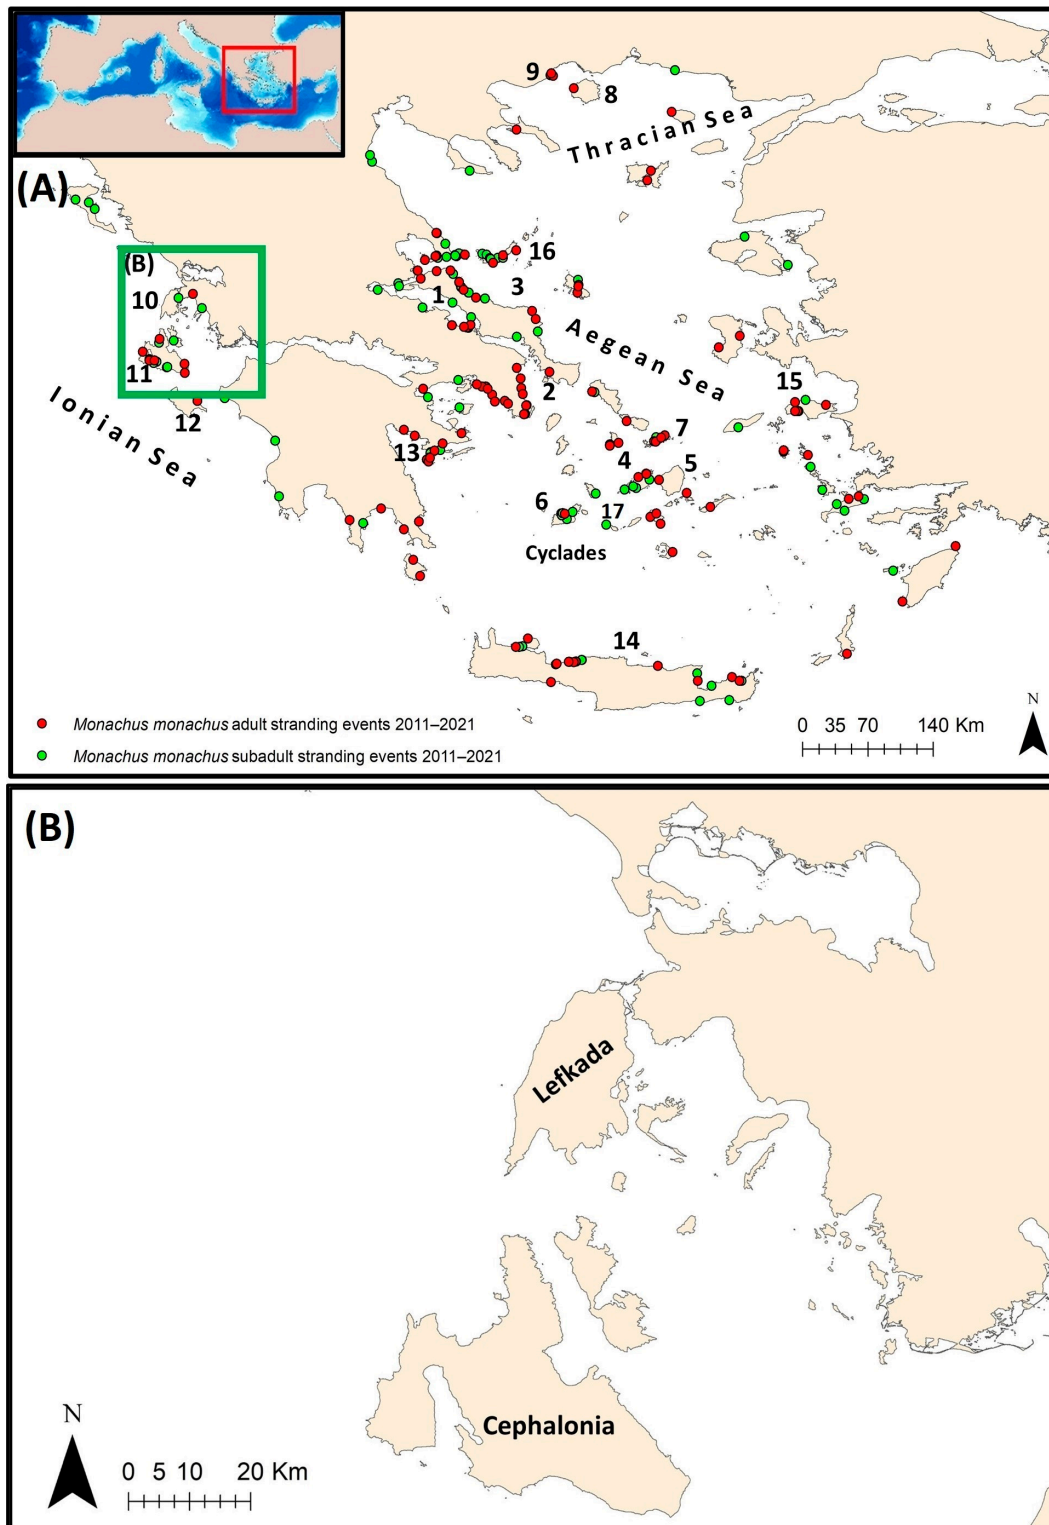 (A)
9
8
Thracian Sea
16
(B)
10
1
3
Aegean Sea
11
2
15
Ionian Sea
12
13
7
4
5
6
17
Cyclades
14
N
Monachus monachus adult stranding events 2011–2021
0 35 70 140 Km
Monachus monachus subadult stranding events 2011–2021
(B)
Lefkada
Cephalonia
N
0 5 10 20 Km